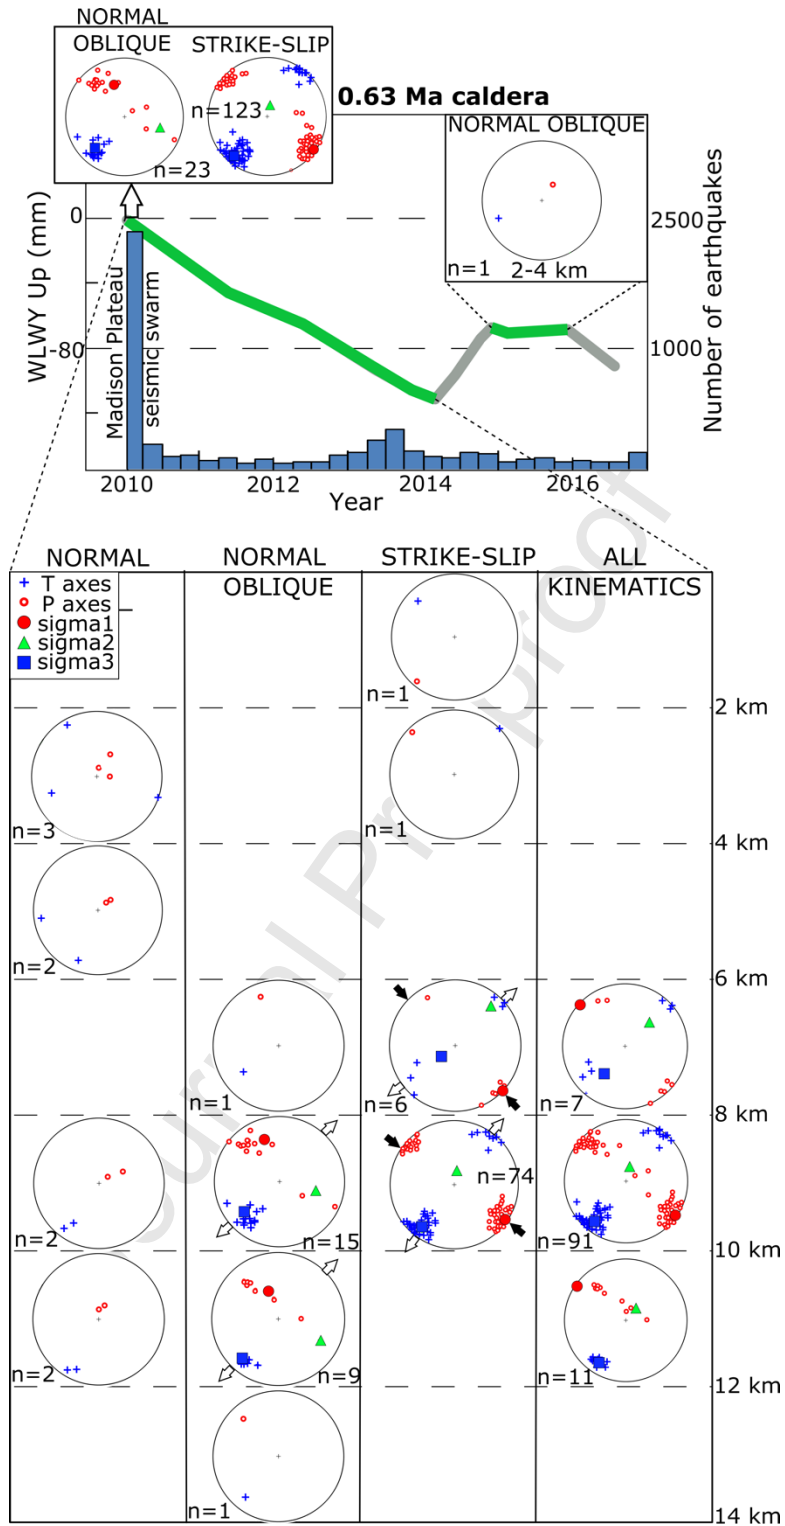 NORMAL
OBLIQUE
STRIKE-SLIP
n=123
n=23
0.63 Ma caldera
NORMAL OBLIQUE
n=1
2-4 km
WLWY Up (mm)
0
-80
Madison Plateau
seismic swarm
2500
1000
Number of earthquakes
2010
2012
2014
2016
Year
NORMAL
NORMAL
OBLIQUE
STRIKE-SLIP
ALL
KINEMATICS
T axes
P axes
sigma1
sigma2
sigma3
n=1
2 km
n=3
n=1
4 km
n=2
6 km
n=1
n=6
n=7
8 km
n=2
n=15
n=74
n=91
10 km
n=2
n=9
n=11
12 km
n=1
14 km
Journal Pre-proof